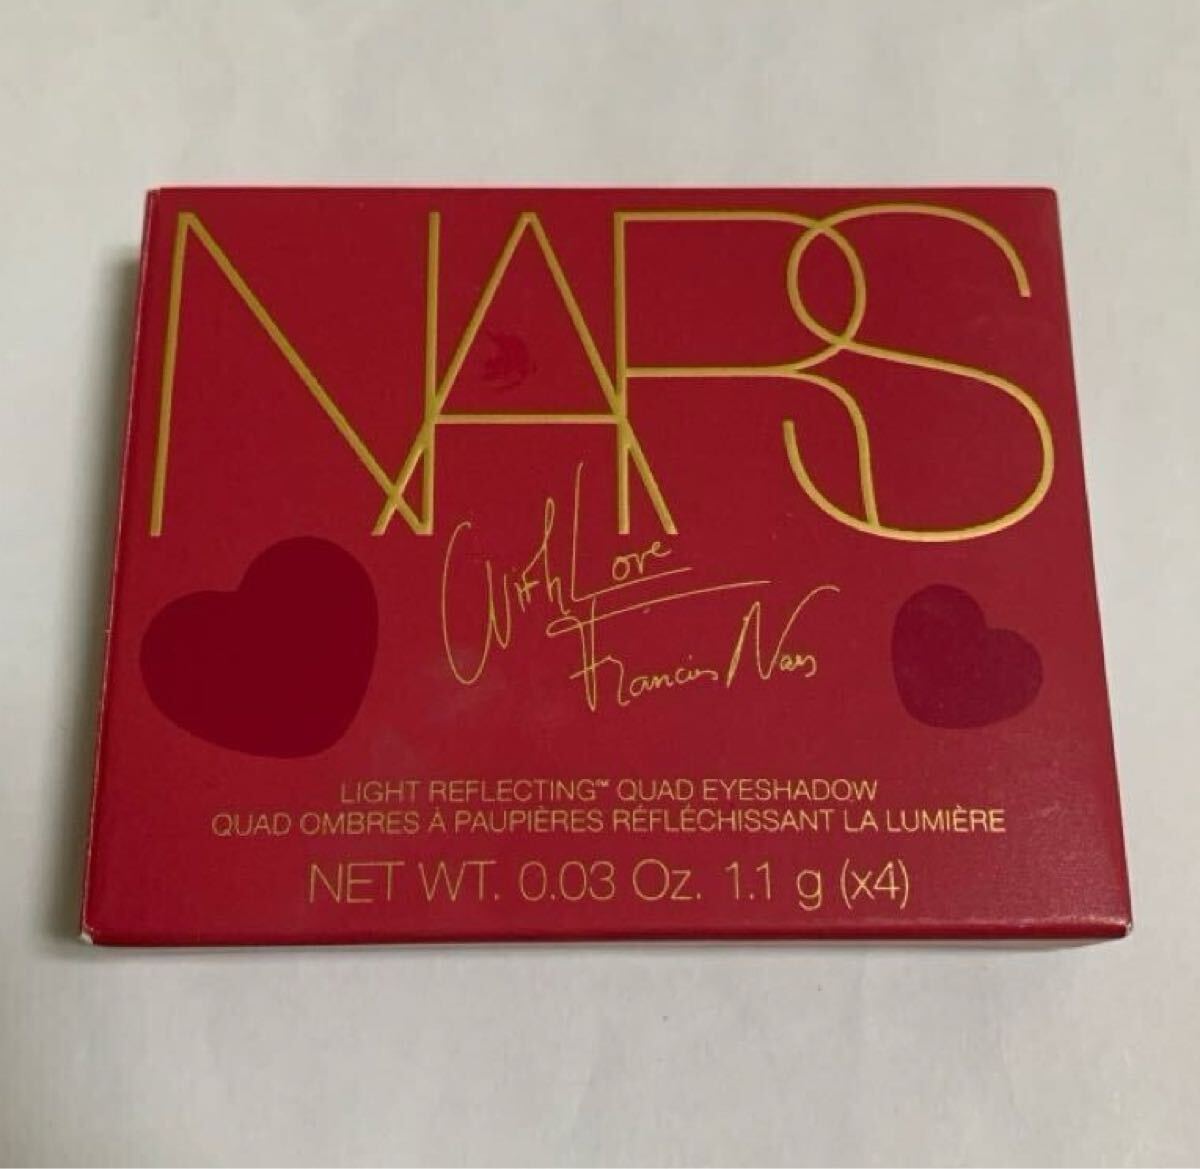 NARS
With Love
Francis Nars
LIGHT REFLECTING™ QUAD EYESHADOW
QUAD OMBRES À PAUPIÈRES RÉFLÉCHISSANT LA LUMIÈRE
NET WT. 0.03 Oz. 1.1 g (x4)